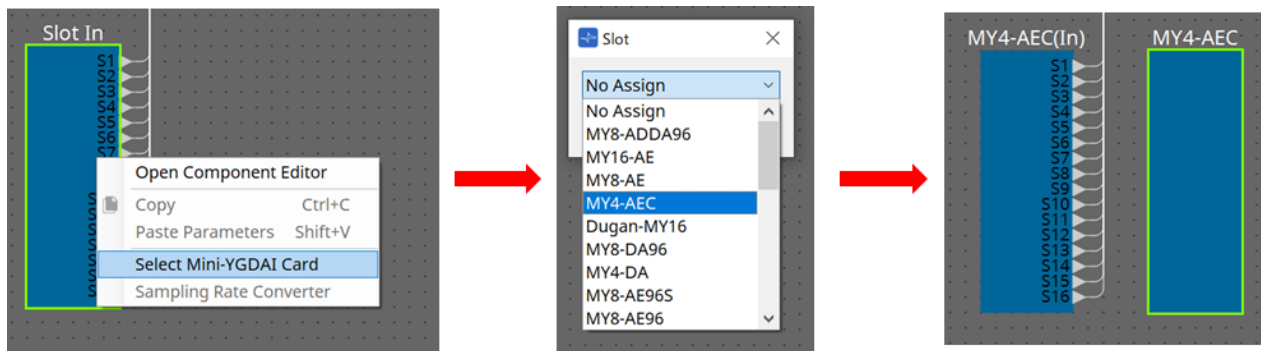 Slot In
S1
S2
S3
S4
S5
S6
S7
S
S
S
S
S
S
S
Open Component Editor
Copy Ctrl+C
Paste Parameters Shift+V
Select Mini-YGDAI Card
Sampling Rate Converter
Slot
No Assign
No Assign
MY8-ADDA96
MY16-AE
MY8-AE
MY4-AEC
Dugan-MY16
MY8-DA96
MY4-DA
MY8-AE96S
MY8-AE96
MY4-AEC(In)
S1
S2
S3
S4
S5
S6
S7
S8
S9
S10
S11
S12
S13
S14
S15
S16
MY4-AEC